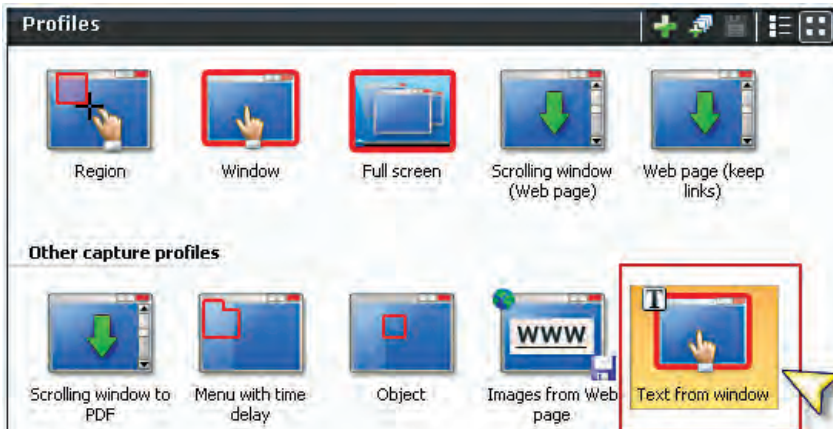 Profiles
Region
Window
Full screen
Scrolling window
(Web page)
Web page (keep
links)
Other capture profiles
Scrolling window to
PDF
Menu with time
delay
Object
WWW
Images from Web
page
T
Text from window